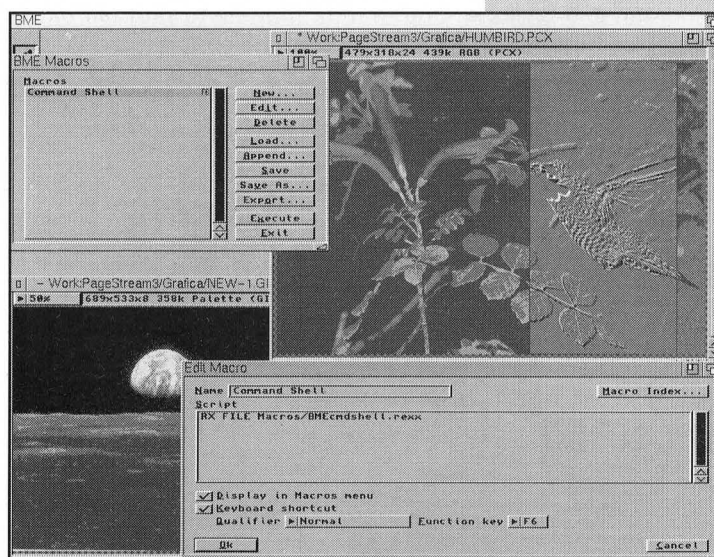 BME
* Work:PageStream3/Grafica/HUMBIRD.PCX
100% 479x318x24 439k RGB (PCX)
BME Macros
Macros
Command Shell F6
New...
Edit...
Delete
Load...
Append...
Save
Save As...
Export...
Execute
Exit
- Work:PageStream3/Grafica/NEW-1.GI
50% 689x533x8 358k Palette (GI
Edit Macro
Name Command Shell
Macro Index...
Script
RX FILE Macros/BMEcmdshell.rexx
Display in Macros menu
Keyboard shortcut
Qualifier Normal Function key F6
Ok
Cancel